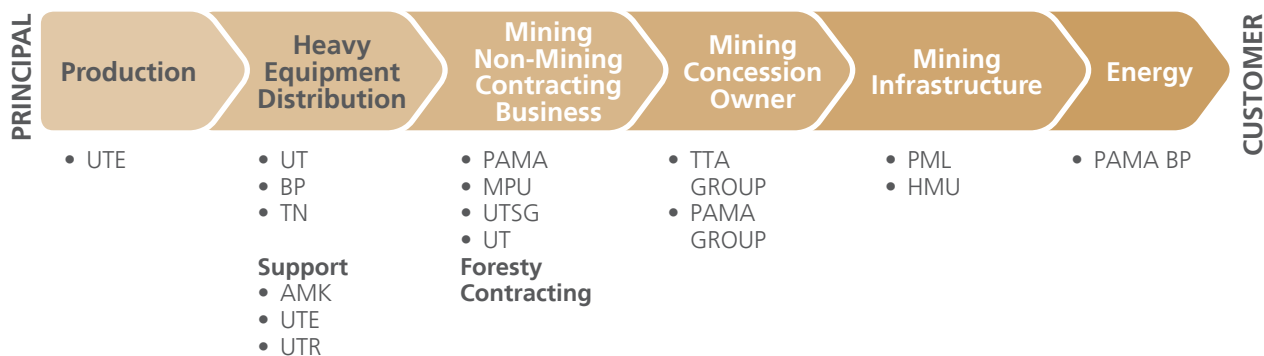 PRINCIPAL
Production
• UTE
Heavy
Equipment
Distribution
• UT
• BP
• TN
Support
• AMK
• UTE
• UTR
Mining
Non-Mining
Contracting
Business
• PAMA
• MPU
• UTSG
• UT
Foresty
Contracting
Mining
Concession
Owner
• TTA
GROUP
• PAMA
GROUP
Mining
Infrastructure
• PML
• HMU
Energy
• PAMA BP
CUSTOMER